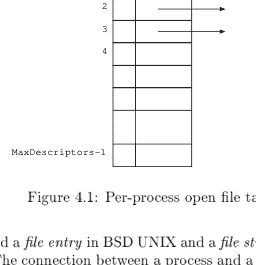 2
3
4
MaxDescriptors-1
Figure 4.1: Per-process open file ta
d a file entry in BSD UNIX and a file st
The connection between a process and a